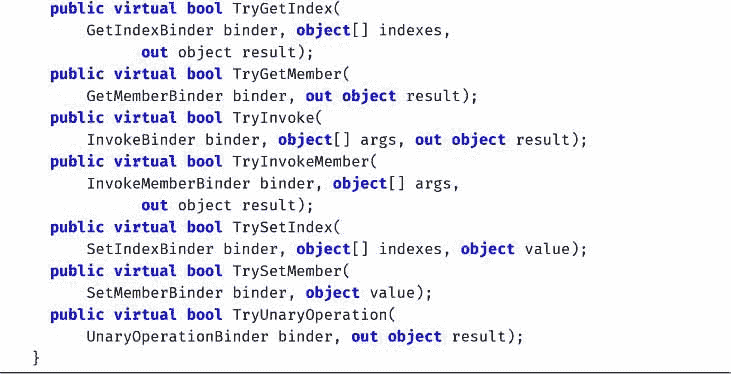 public virtual bool TryGetIndex(
GetIndexBinder binder, object[] indexes,
out object result);
public virtual bool TryGetMember(
GetMemberBinder binder, out object result);
public virtual bool TryInvoke(
InvokeBinder binder, object[] args, out object result);
public virtual bool TryInvokeMember(
InvokeMemberBinder binder, object[] args,
out object result);
public virtual bool TrySetIndex(
SetIndexBinder binder, object[] indexes, object value);
public virtual bool TrySetMember(
SetMemberBinder binder, object value);
public virtual bool TryUnaryOperation(
UnaryOperationBinder binder, out object result);
}